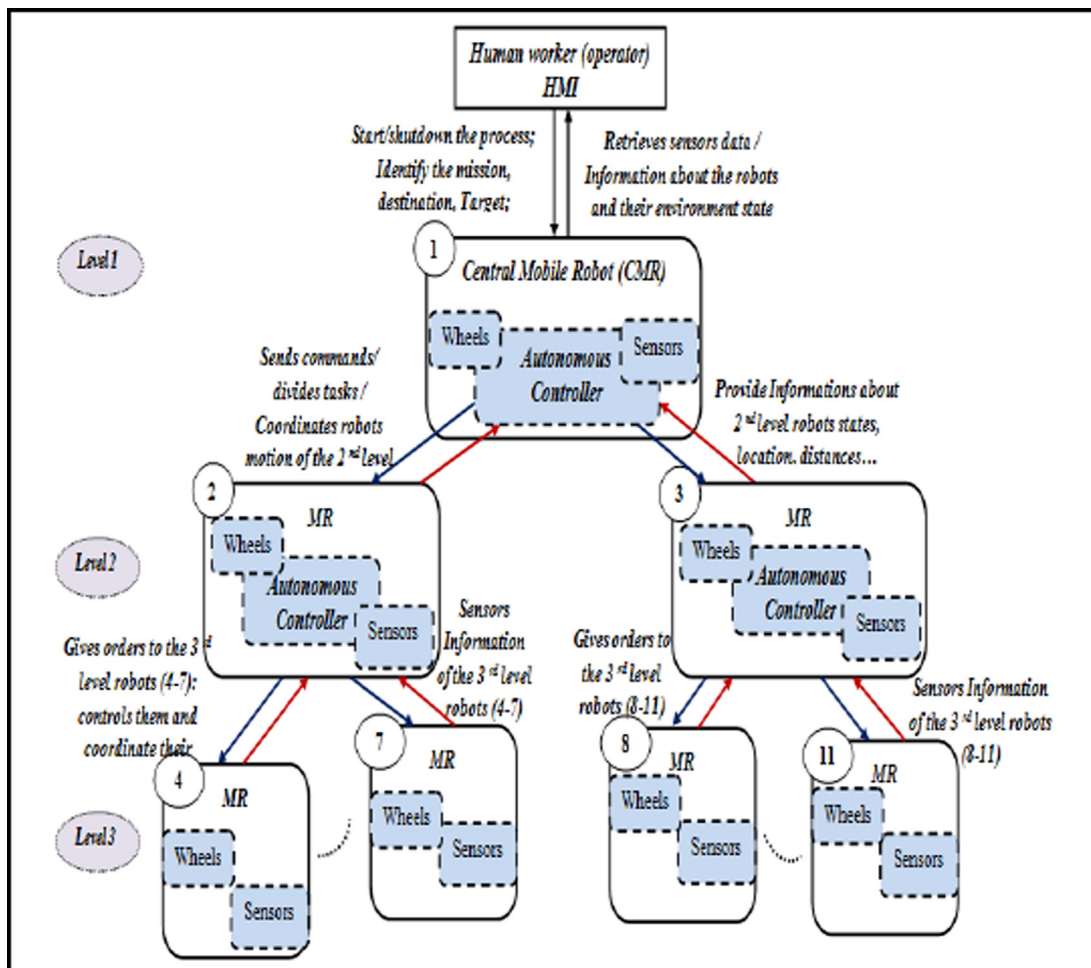 Human worker (operator)
HMI
Start/shutdown the process;
Identify the mission,
destination, Target;
Retrieves sensors data /
Information about the robots
and their environment state
Level 1
1
Central Mobile Robot (CMR)
Wheels
Autonomous
Controller
Sensors
Sends commands/
divides tasks /
Coordinates robots
motion of the 2nd level
Provide Informations about
2nd level robots states,
location, distances...
Level 2
2
MR
Wheels
Autonomous
Controller
Sensors
3
MR
Wheels
Autonomous
Controller
Sensors
Gives orders to the 3rd
level robots (4-7);
controls them and
coordinate their
Sensors
Information
of the 3rd level
robots (4-7)
Gives orders to
the 3rd level
robots (8-11)
Sensors Information
of the 3rd level robots
(8-11)
Level 3
4
MR
Wheels
Sensors
7
MR
Wheels
Sensors
8
MR
Wheels
Sensors
11
MR
Wheels
Sensors